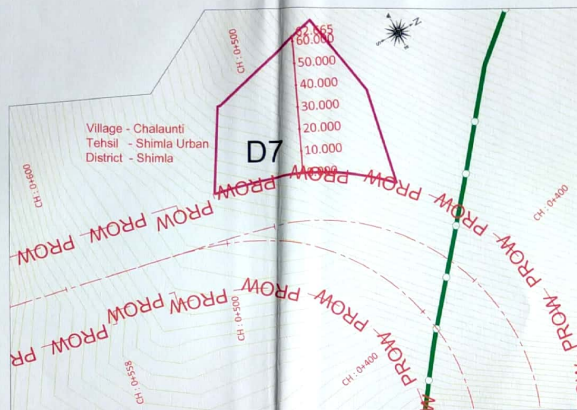 CH : 0+500
N
60.000
50.000
40.000
30.000
20.000
10.000
Village - Chalaunti
Tehsil - Shimla Urban
District - Shimla
D7
CH : 0+600
CH : 0+400
PROW PROW PROW PROW PROW PROW PROW PROW PROW PROW PROW
PROW PROW PROW PROW PROW PROW PROW
CH : 0+500
CH : 0+400
CH : 0+558